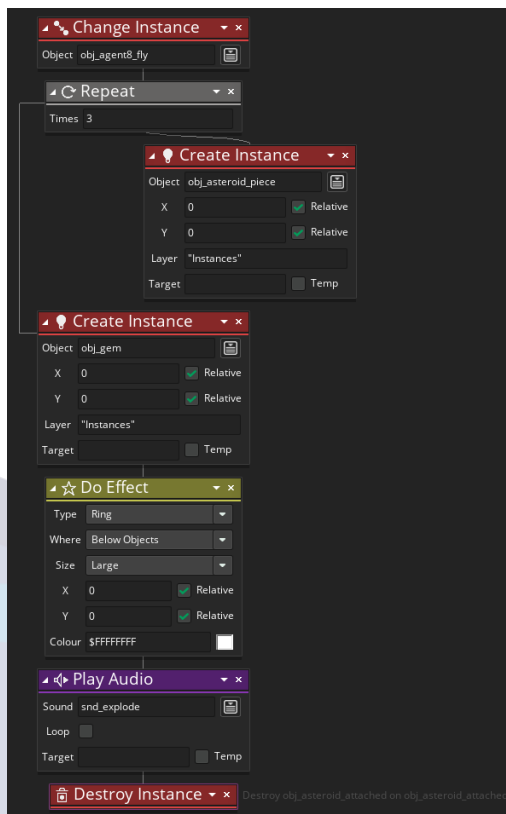 Change Instance
Object obj_agent8_fly
Repeat
Times 3
Create Instance
Object obj_asteroid_piece
X 0 Relative
Y 0 Relative
Layer "Instances"
Target Temp
Create Instance
Object obj_gem
X 0 Relative
Y 0 Relative
Layer "Instances"
Target Temp
Do Effect
Type Ring
Where Below Objects
Size Large
X 0 Relative
Y 0 Relative
Colour $FFFFFFFF
Play Audio
Sound snd_explode
Loop
Target Temp
Destroy Instance Destroy obj_asteroid_attached on obj_asteroid_attached